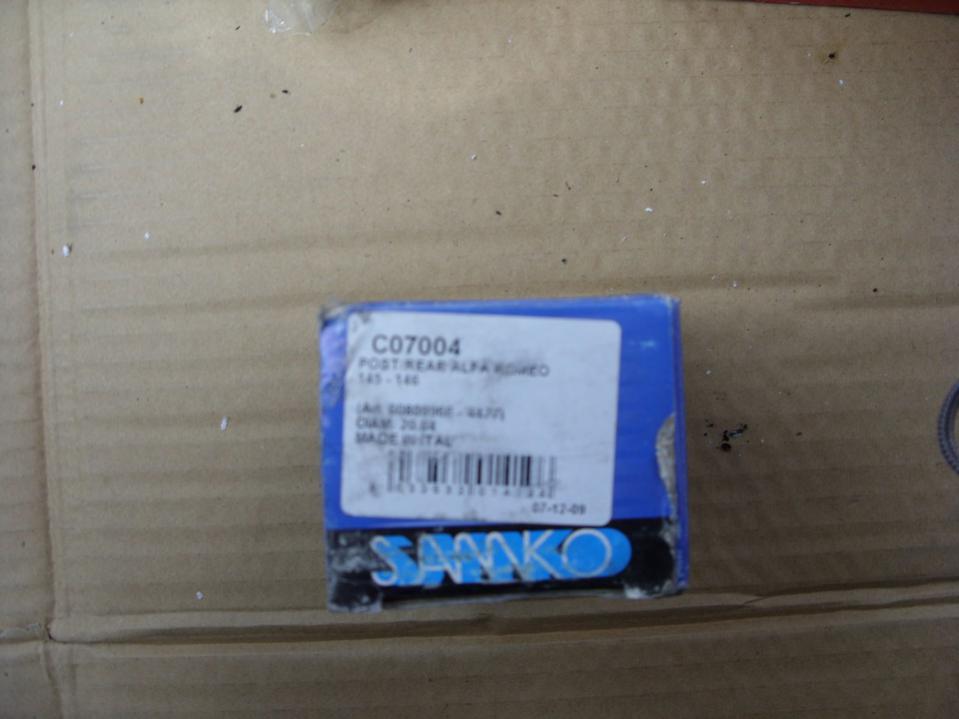 C07004
POST/REAR ALFA ROMEO
145 - 146
DIAM. 20.64
MADE IN ITALY
07-12-09
SAMKO